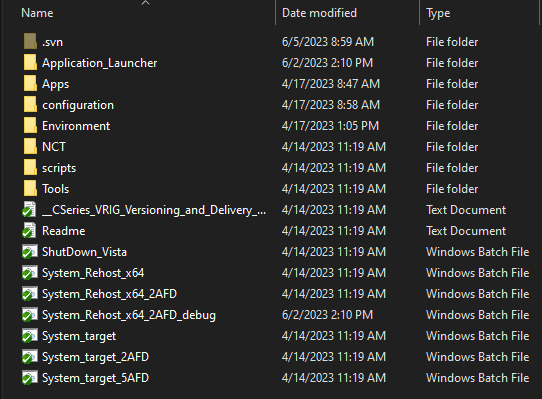 Name Date modified Type
.svn 6/5/2023 8:59 AM File folder
Application_Launcher 6/2/2023 2:10 PM File folder
Apps 4/17/2023 8:47 AM File folder
configuration 4/17/2023 8:58 AM File folder
Environment 4/17/2023 1:05 PM File folder
NCT 4/14/2023 11:19 AM File folder
scripts 4/14/2023 11:19 AM File folder
Tools 4/14/2023 11:19 AM File folder
__CSeries_VRIG_Versioning_and_Delivery_... 4/14/2023 11:19 AM Text Document
Readme 4/14/2023 11:19 AM Text Document
ShutDown_Vista 4/14/2023 11:19 AM Windows Batch File
System_Rehost_x64 4/14/2023 11:19 AM Windows Batch File
System_Rehost_x64_2AFD 4/14/2023 11:19 AM Windows Batch File
System_Rehost_x64_2AFD_debug 6/2/2023 2:10 PM Windows Batch File
System_target 4/14/2023 11:19 AM Windows Batch File
System_target_2AFD 4/14/2023 11:19 AM Windows Batch File
System_target_5AFD 4/14/2023 11:19 AM Windows Batch File